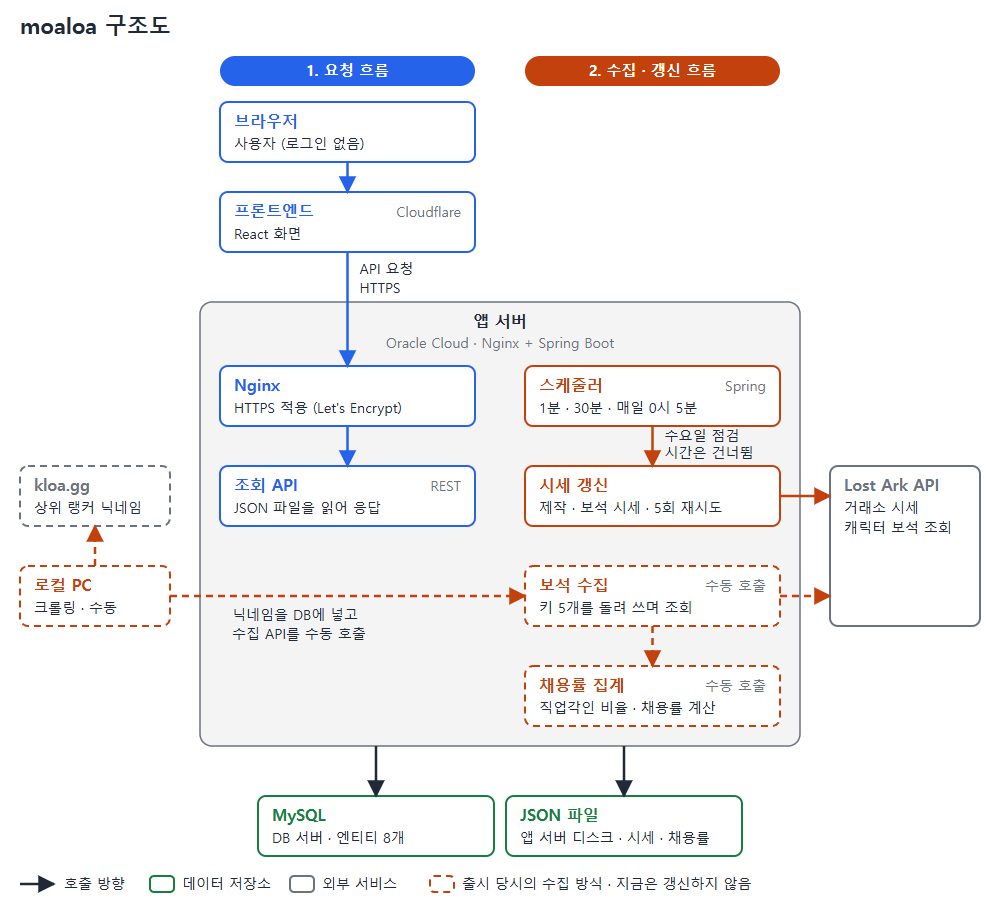 moaloa 구조도
1. 요청 흐름
2. 수집 · 갱신 흐름
브라우저
사용자 (로그인 없음)
프론트엔드
Cloudflare
React 화면
API 요청
HTTPS
앱 서버
Oracle Cloud · Nginx + Spring Boot
Nginx
HTTPS 적용 (Let's Encrypt)
스케줄러
Spring
1분 · 30분 · 매일 0시 5분
수요일 점검
시간은 건너뜀
kloa.gg
상위 랭커 닉네임
조회 API
REST
JSON 파일을 읽어 응답
시세 갱신
제작 · 보석 시세 · 5회 재시도
Lost Ark API
거래소 시세
캐릭터 보석 조회
로컬 PC
크롤링 · 수동
닉네임을 DB에 넣고
수집 API를 수동 호출
보석 수집
수동 호출
키 5개를 돌려 쓰며 조회
채용률 집계
수동 호출
직업각인 비율 · 채용률 계산
MySQL
DB 서버 · 엔티티 8개
JSON 파일
앱 서버 디스크 · 시세 · 채용률
호출 방향
데이터 저장소
외부 서비스
출시 당시의 수집 방식 · 지금은 갱신하지 않음